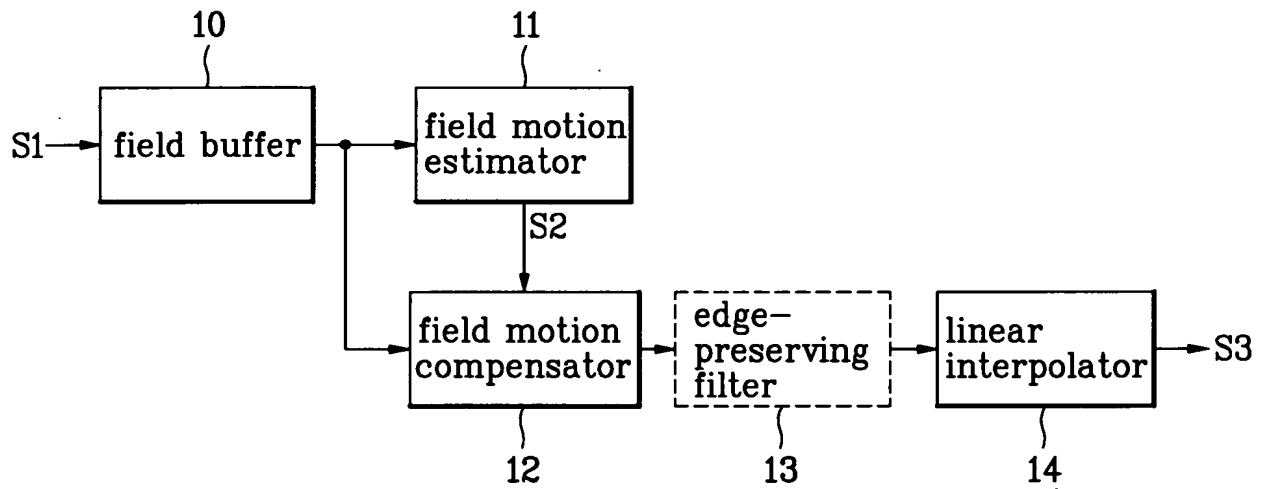 10
11
S1
field buffer
field motion
estimator
S2
field motion
compensator
edge-
preserving
filter
linear
interpolator
S3
12
13
14